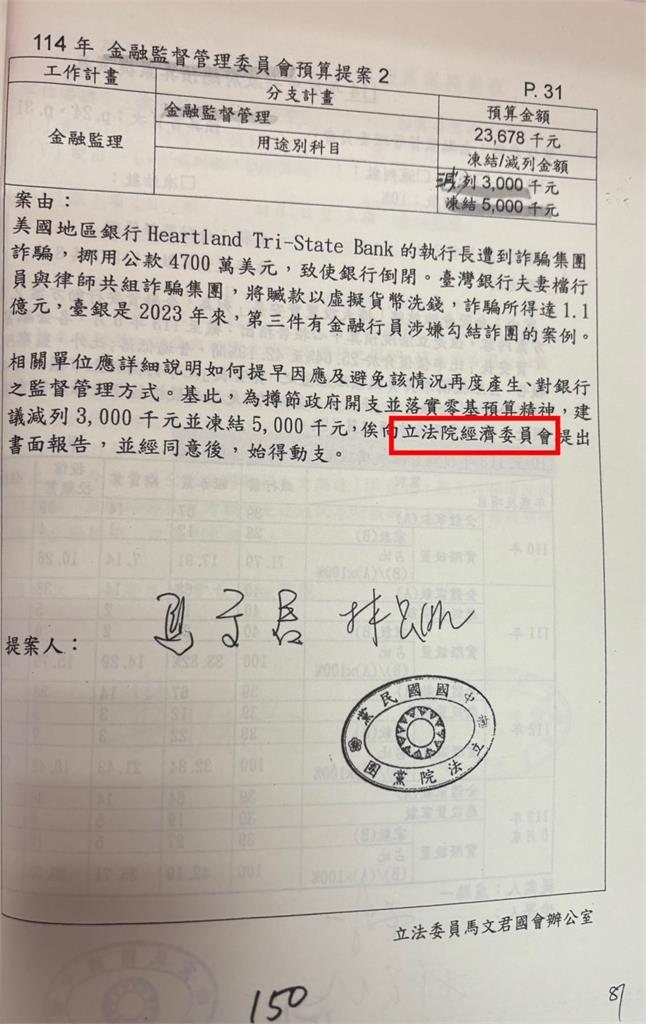 114年 金融監督管理委員會預算提案2
P. 31
工作計畫 分支計畫 預算金額
金融監督管理 23,678 千元
金融監理 用途別科目 凍結/減列金額
減列 3,000 千元
凍結 5,000 千元
案由：
美國地區銀行 Heartland Tri-State Bank 的執行長遭到詐騙集團
詐騙，挪用公款 4700 萬美元，致使銀行倒閉。臺灣銀行夫妻檔行
員與律師共組詐騙集團，將贓款以虛擬貨幣洗錢，詐騙所得達 1.1
億元，臺銀是 2023 年來，第三件有金融行員涉嫌勾結詐團的案例。
相關單位應詳細說明如何提早因應及避免該情況再度產生、對銀行
之監督管理方式。基此，為撙節政府開支並落實零基預算精神，建
議減列 3,000 千元並凍結 5,000 千元，俟向立法院經濟委員會提出
書面報告，並經同意後，始得動支。
馬文君
提案人：
中國國民黨
立法院黨團
立法委員馬文君國會辦公室
150
87